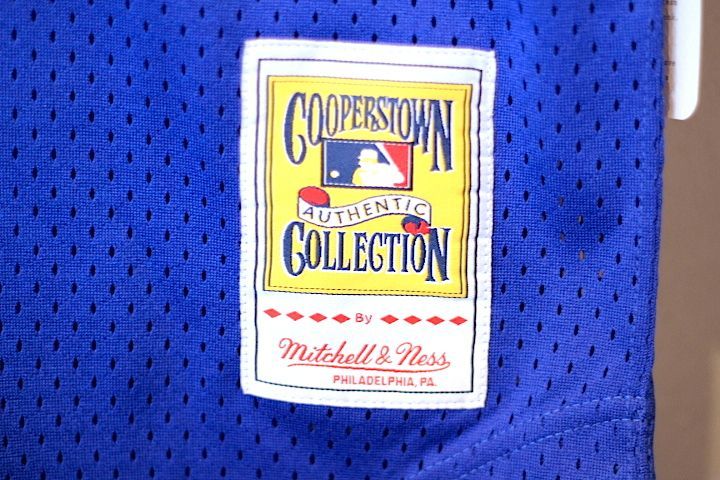 COOPERSTOWN
AUTHENTIC
COLLECTION
By
Mitchell & Ness
PHILADELPHIA, PA.